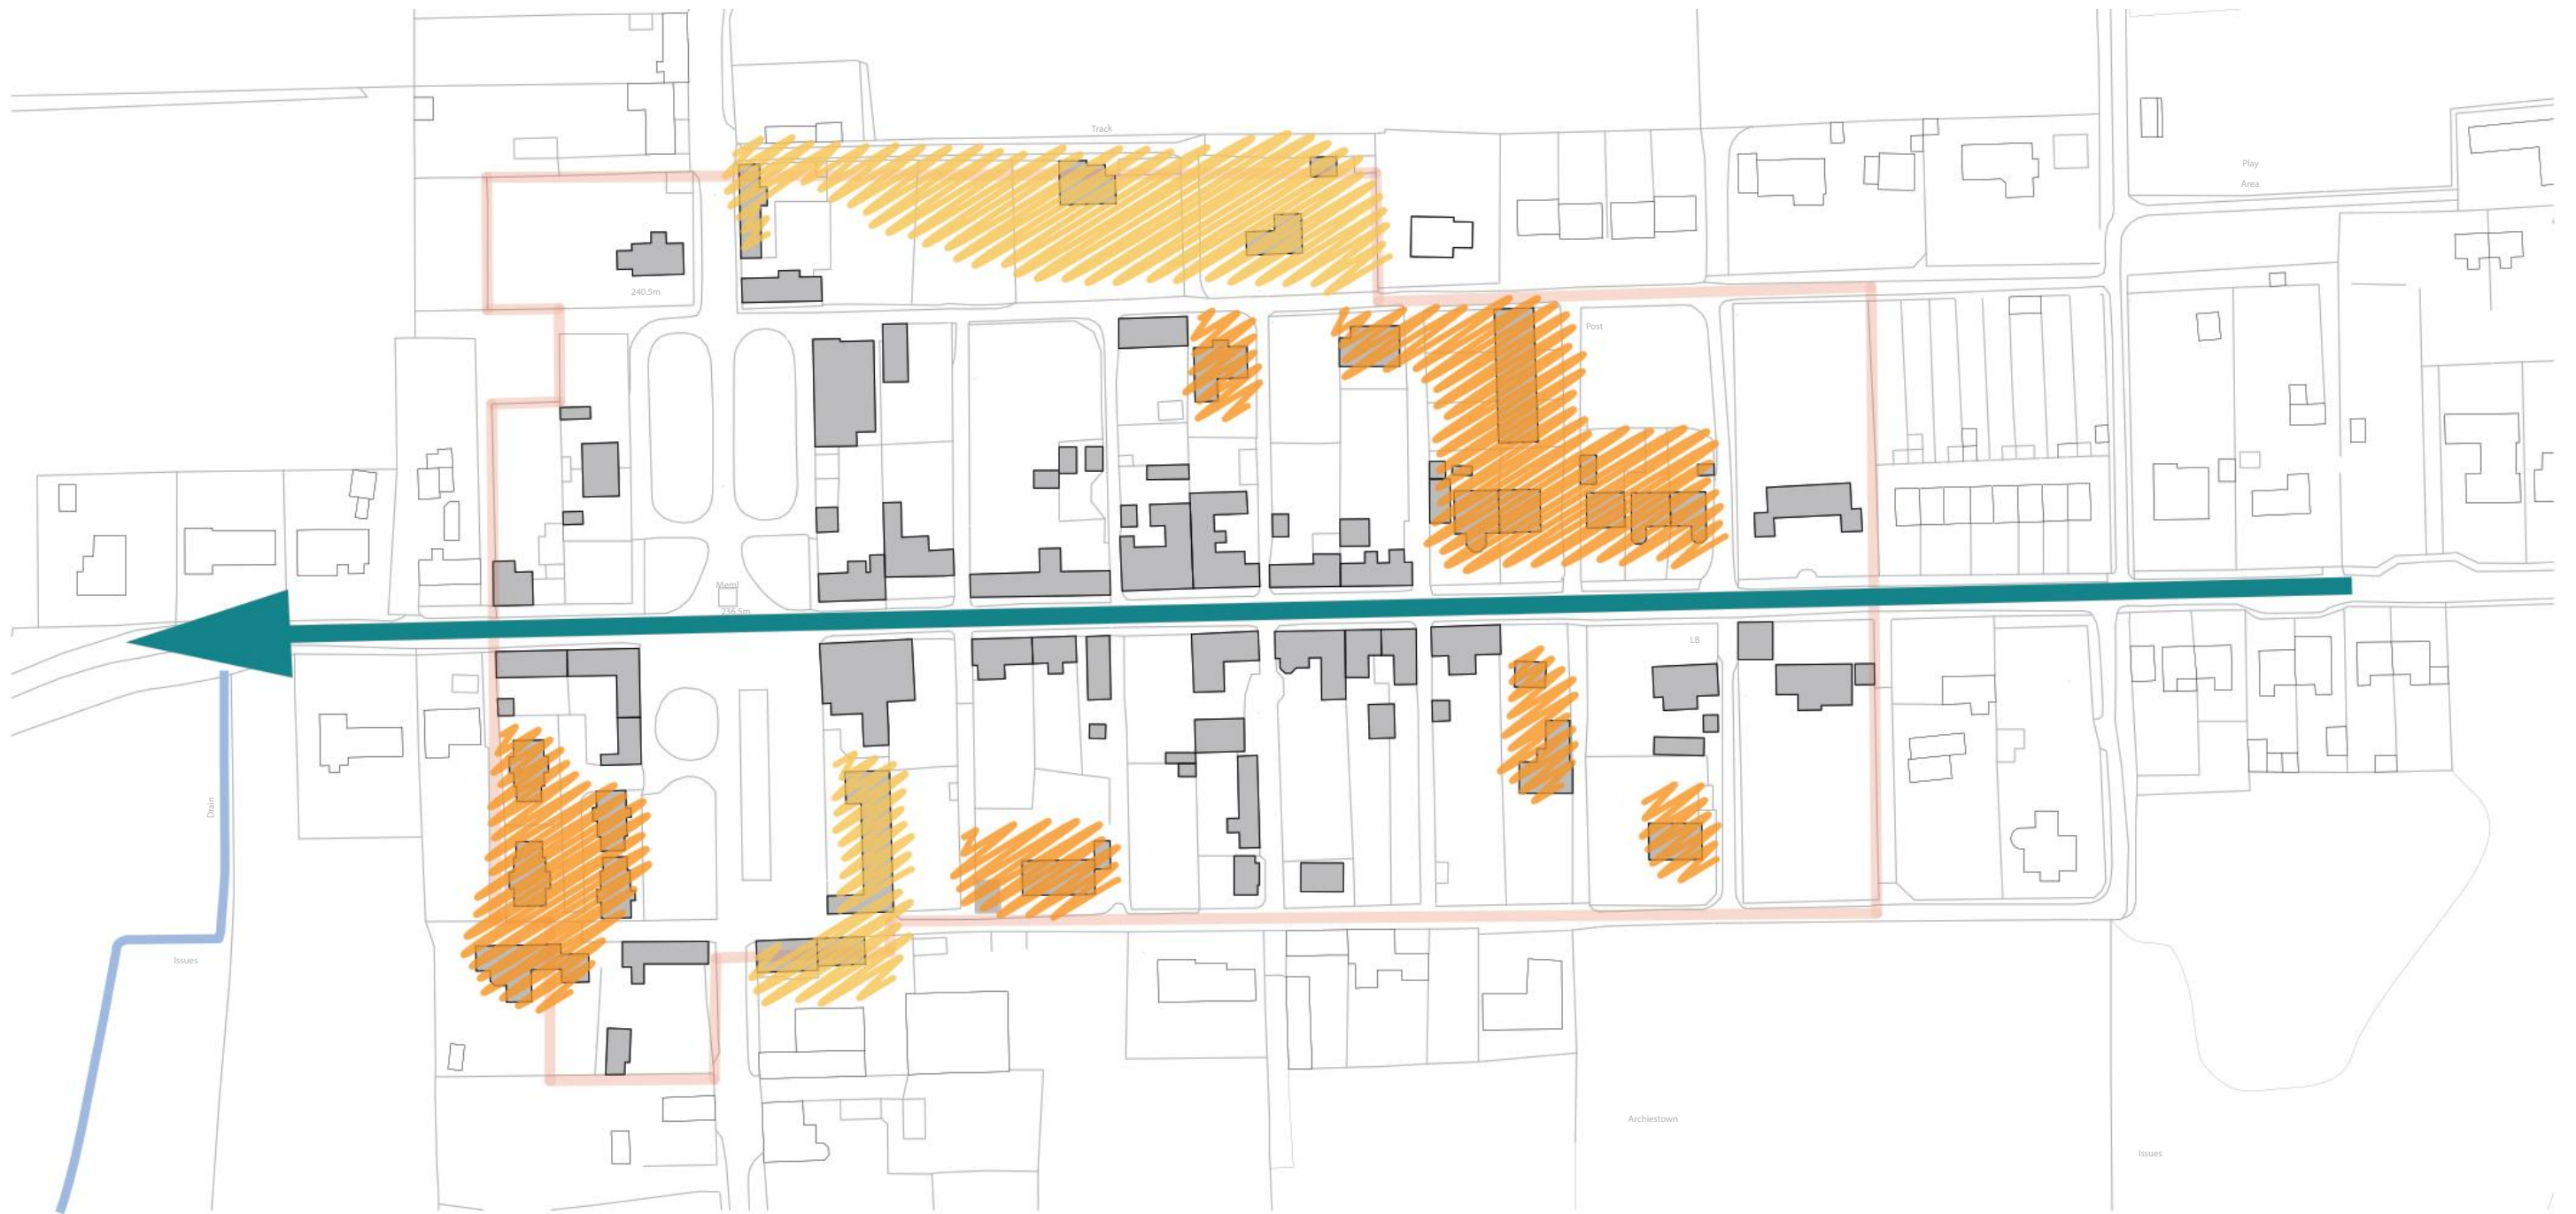 Track
Play
Area
240.5m
Post
Meml
236.5m
LB
Drain
Issues
Archiestown
Issues